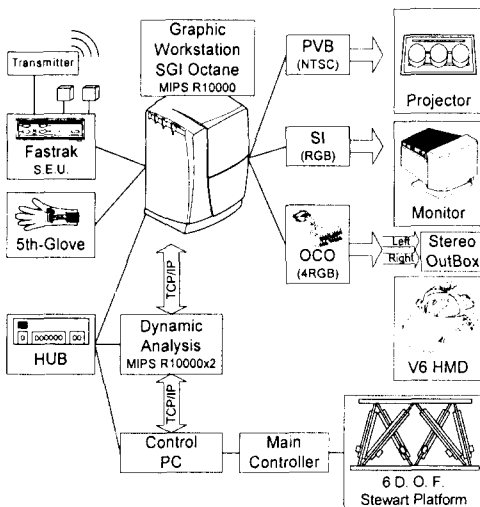 Transmitter
Fastrak
S.E.U.
5th-Glove
HUB
Graphic
Workstation
SGI Octane
MIPS R10000
TCP/IP
Dynamic
Analysis
MIPS R10000x2
TCP/IP
Control
PC
Main
Controller
PVB
(NTSC)
SI
(RGB)
OCO
(4RGB)
Projector
Monitor
Left
Right
Stereo
OutBox
V6 HMD
6 D. O. F.
Stewart Platform